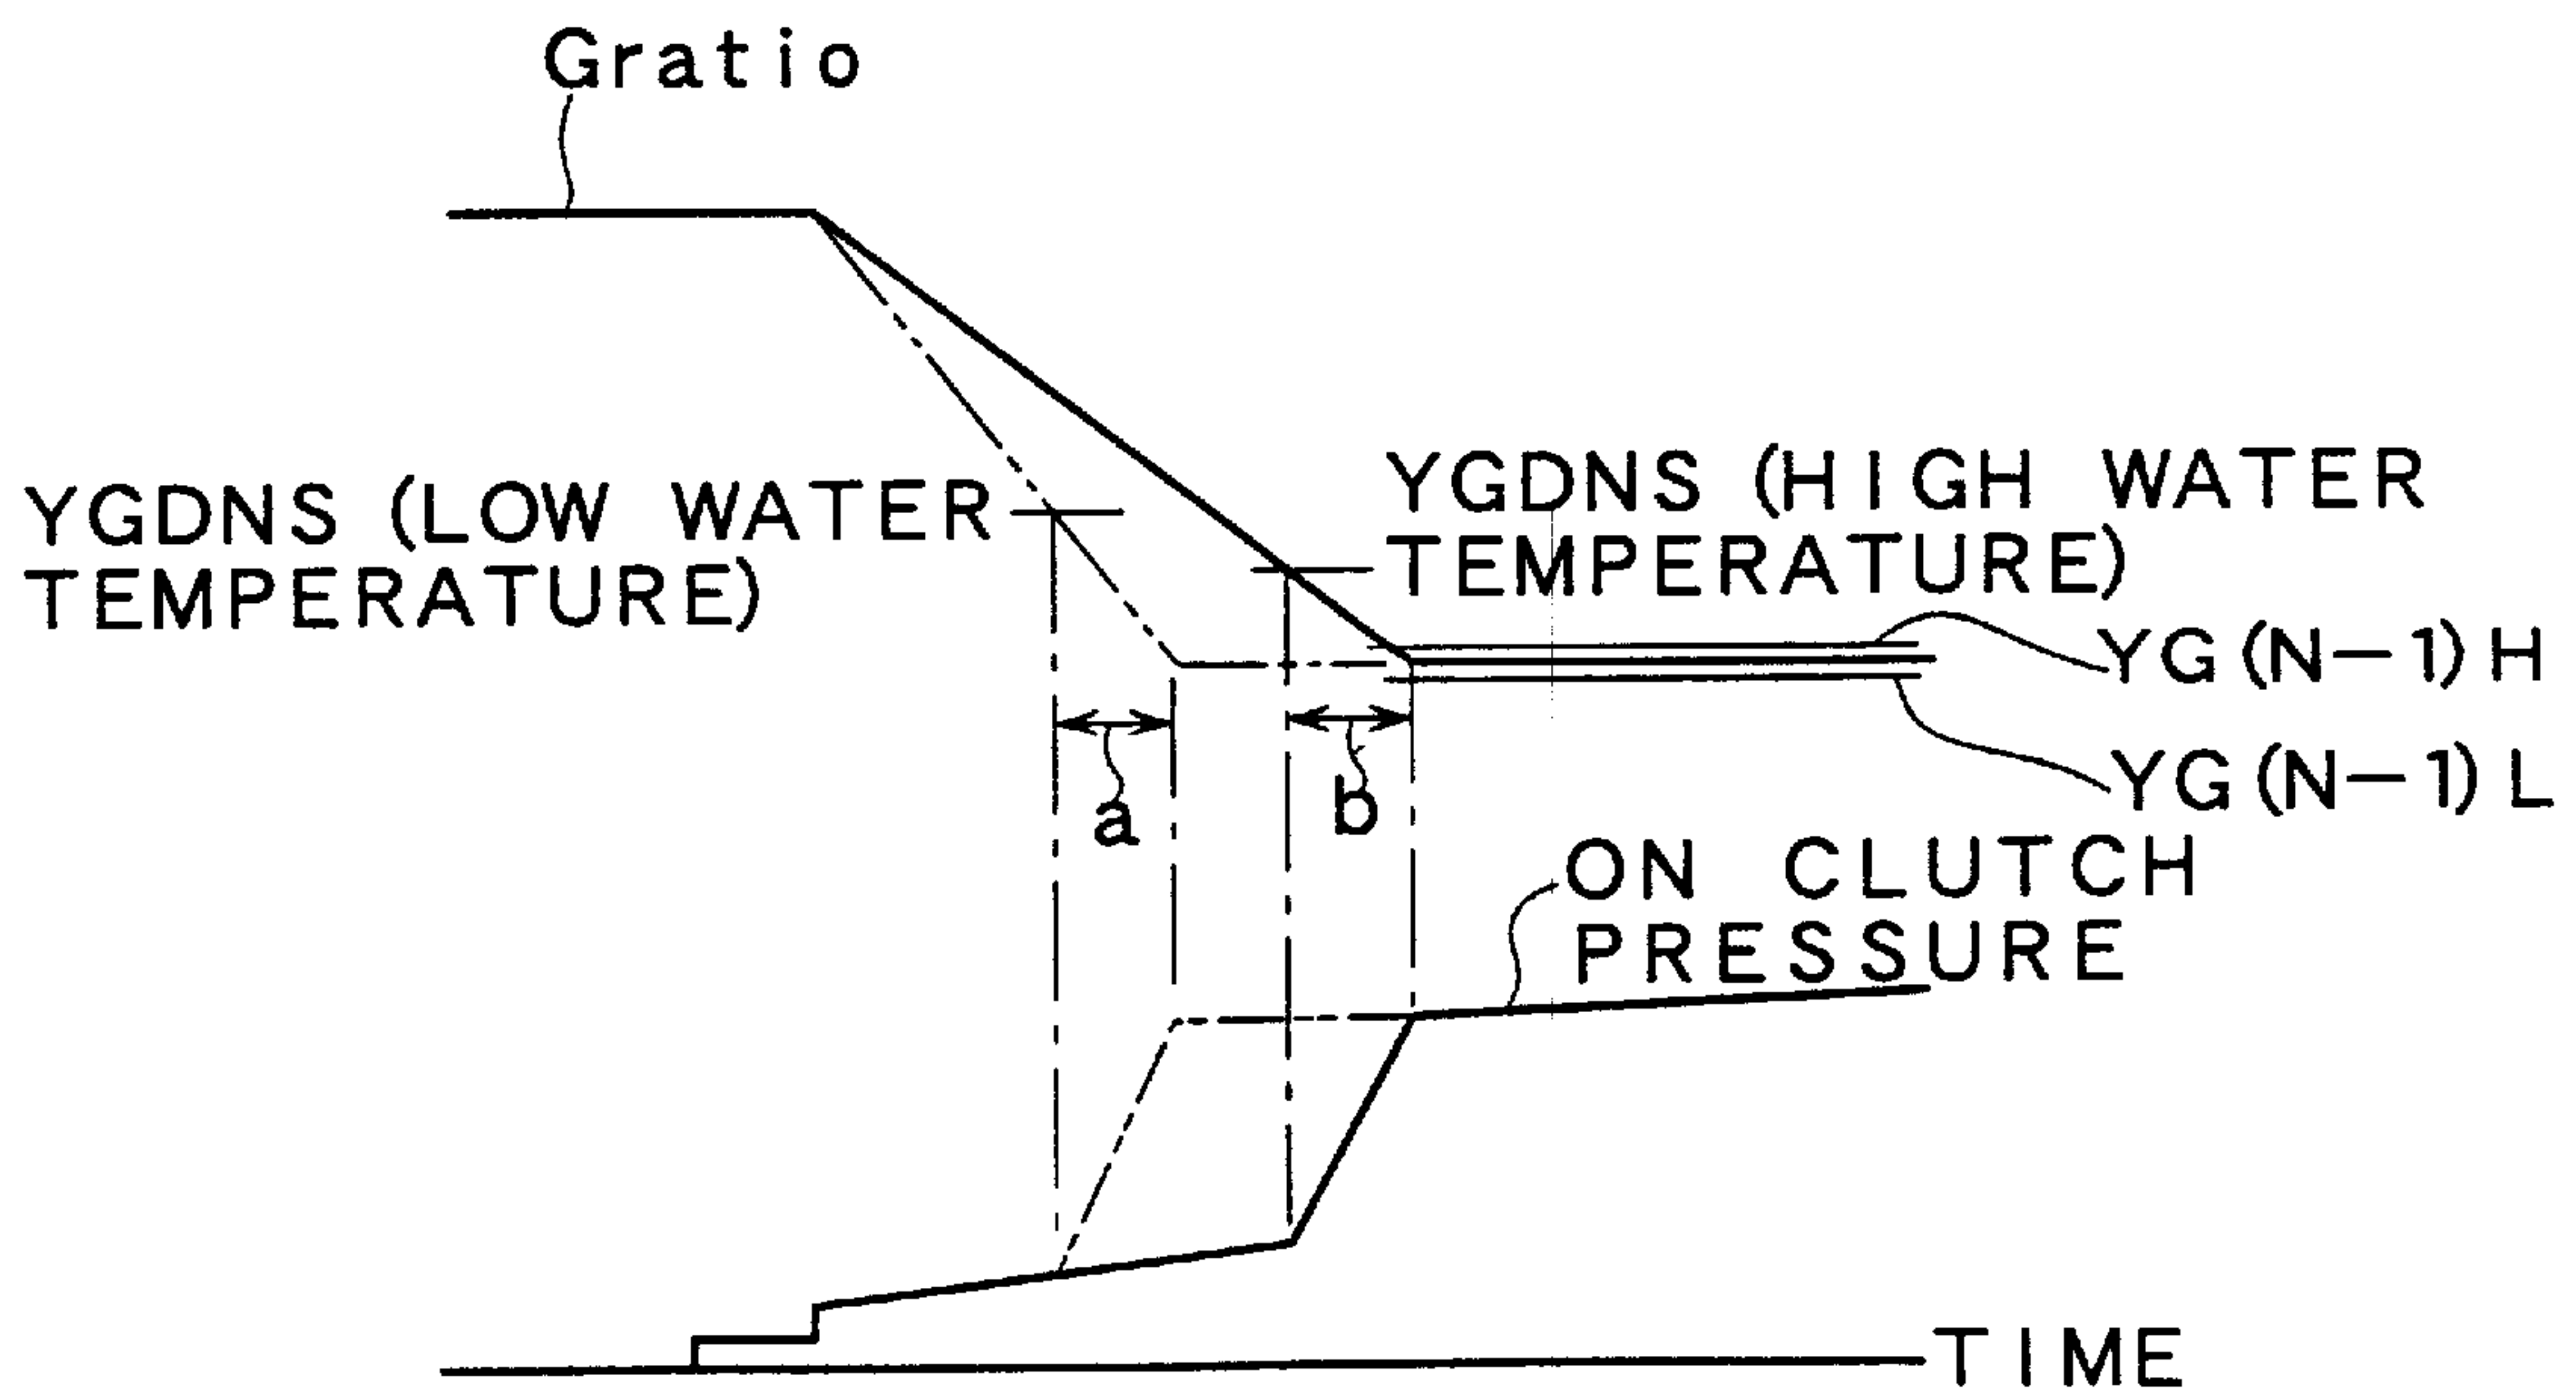 Gratio
YGDNS (LOW WATER
TEMPERATURE)
YGDNS (HIGH WATER
TEMPERATURE)
YG(N-1)H
YG(N-1)L
a
b
ON CLUTCH
PRESSURE
TIME